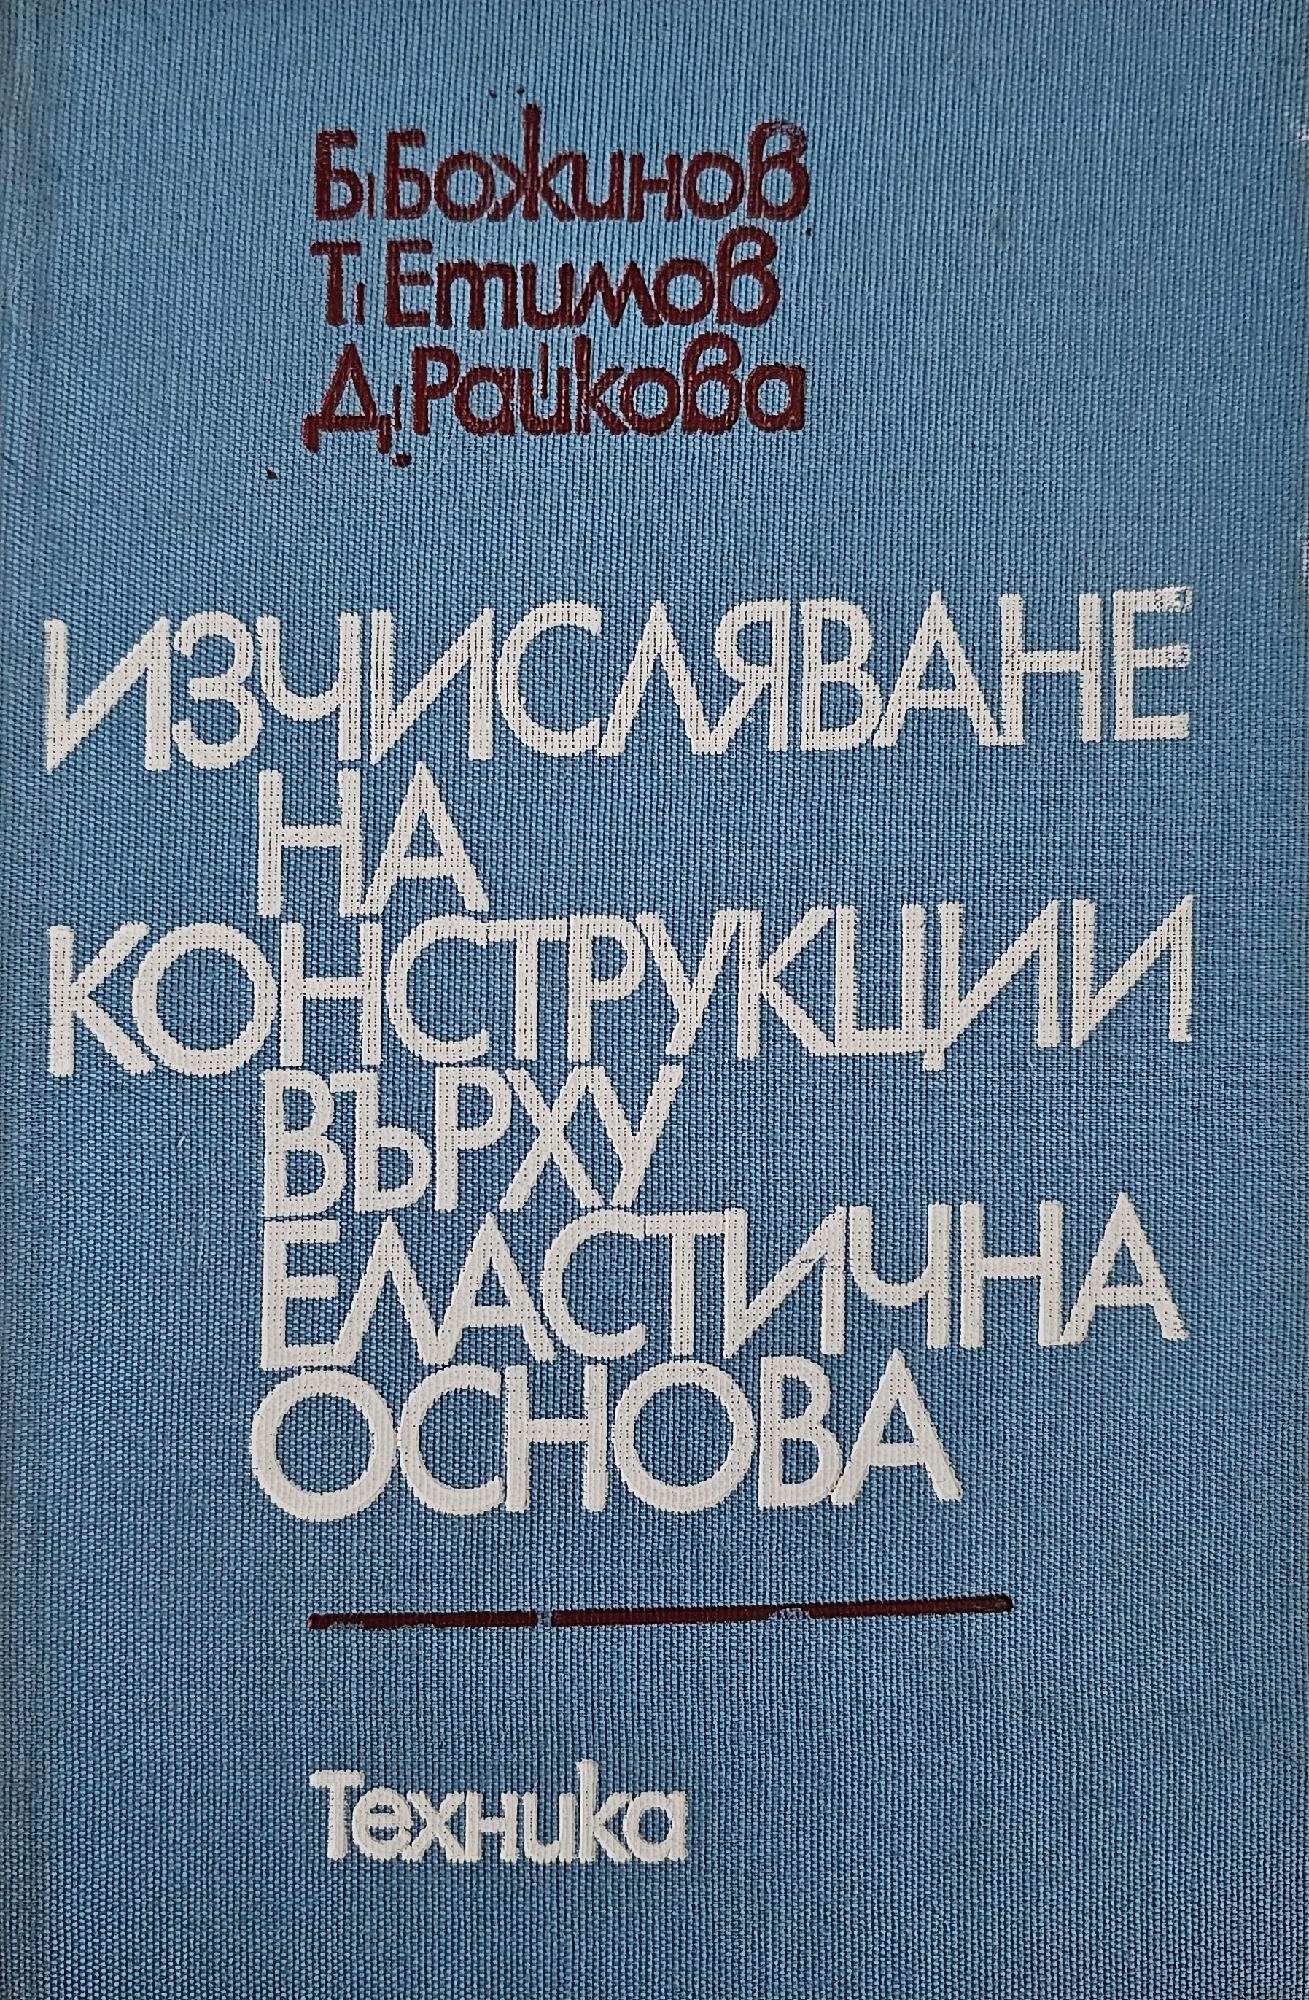 Б. Божинов
Т. Етимов
Д. Райкова
ИЗЧИСЛЯВАНЕ
НА
КОНСТРУКЦИИ
ВЪРХУ
ЕЛАСТИЧНА
ОСНОВА
Техника